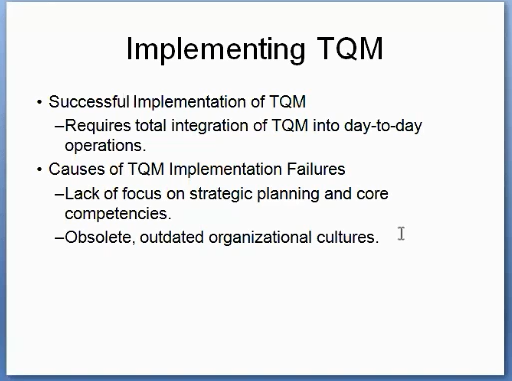 Implementing TQM
• Successful Implementation of TQM
–Requires total integration of TQM into day-to-day
operations.
• Causes of TQM Implementation Failures
–Lack of focus on strategic planning and core
competencies.
–Obsolete, outdated organizational cultures.